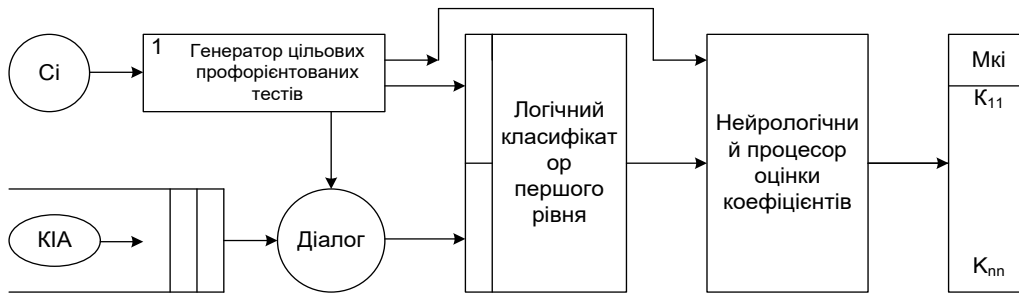 Сі
1
Генератор цільових
профорієнтованих
тестів
КІА
Діалог
Логічний
класифікат
ор
першого
рівня
Нейрологічни
й процесор
оцінки
коефіцієнтів
Мкі
К₁₁
Kₙₙ